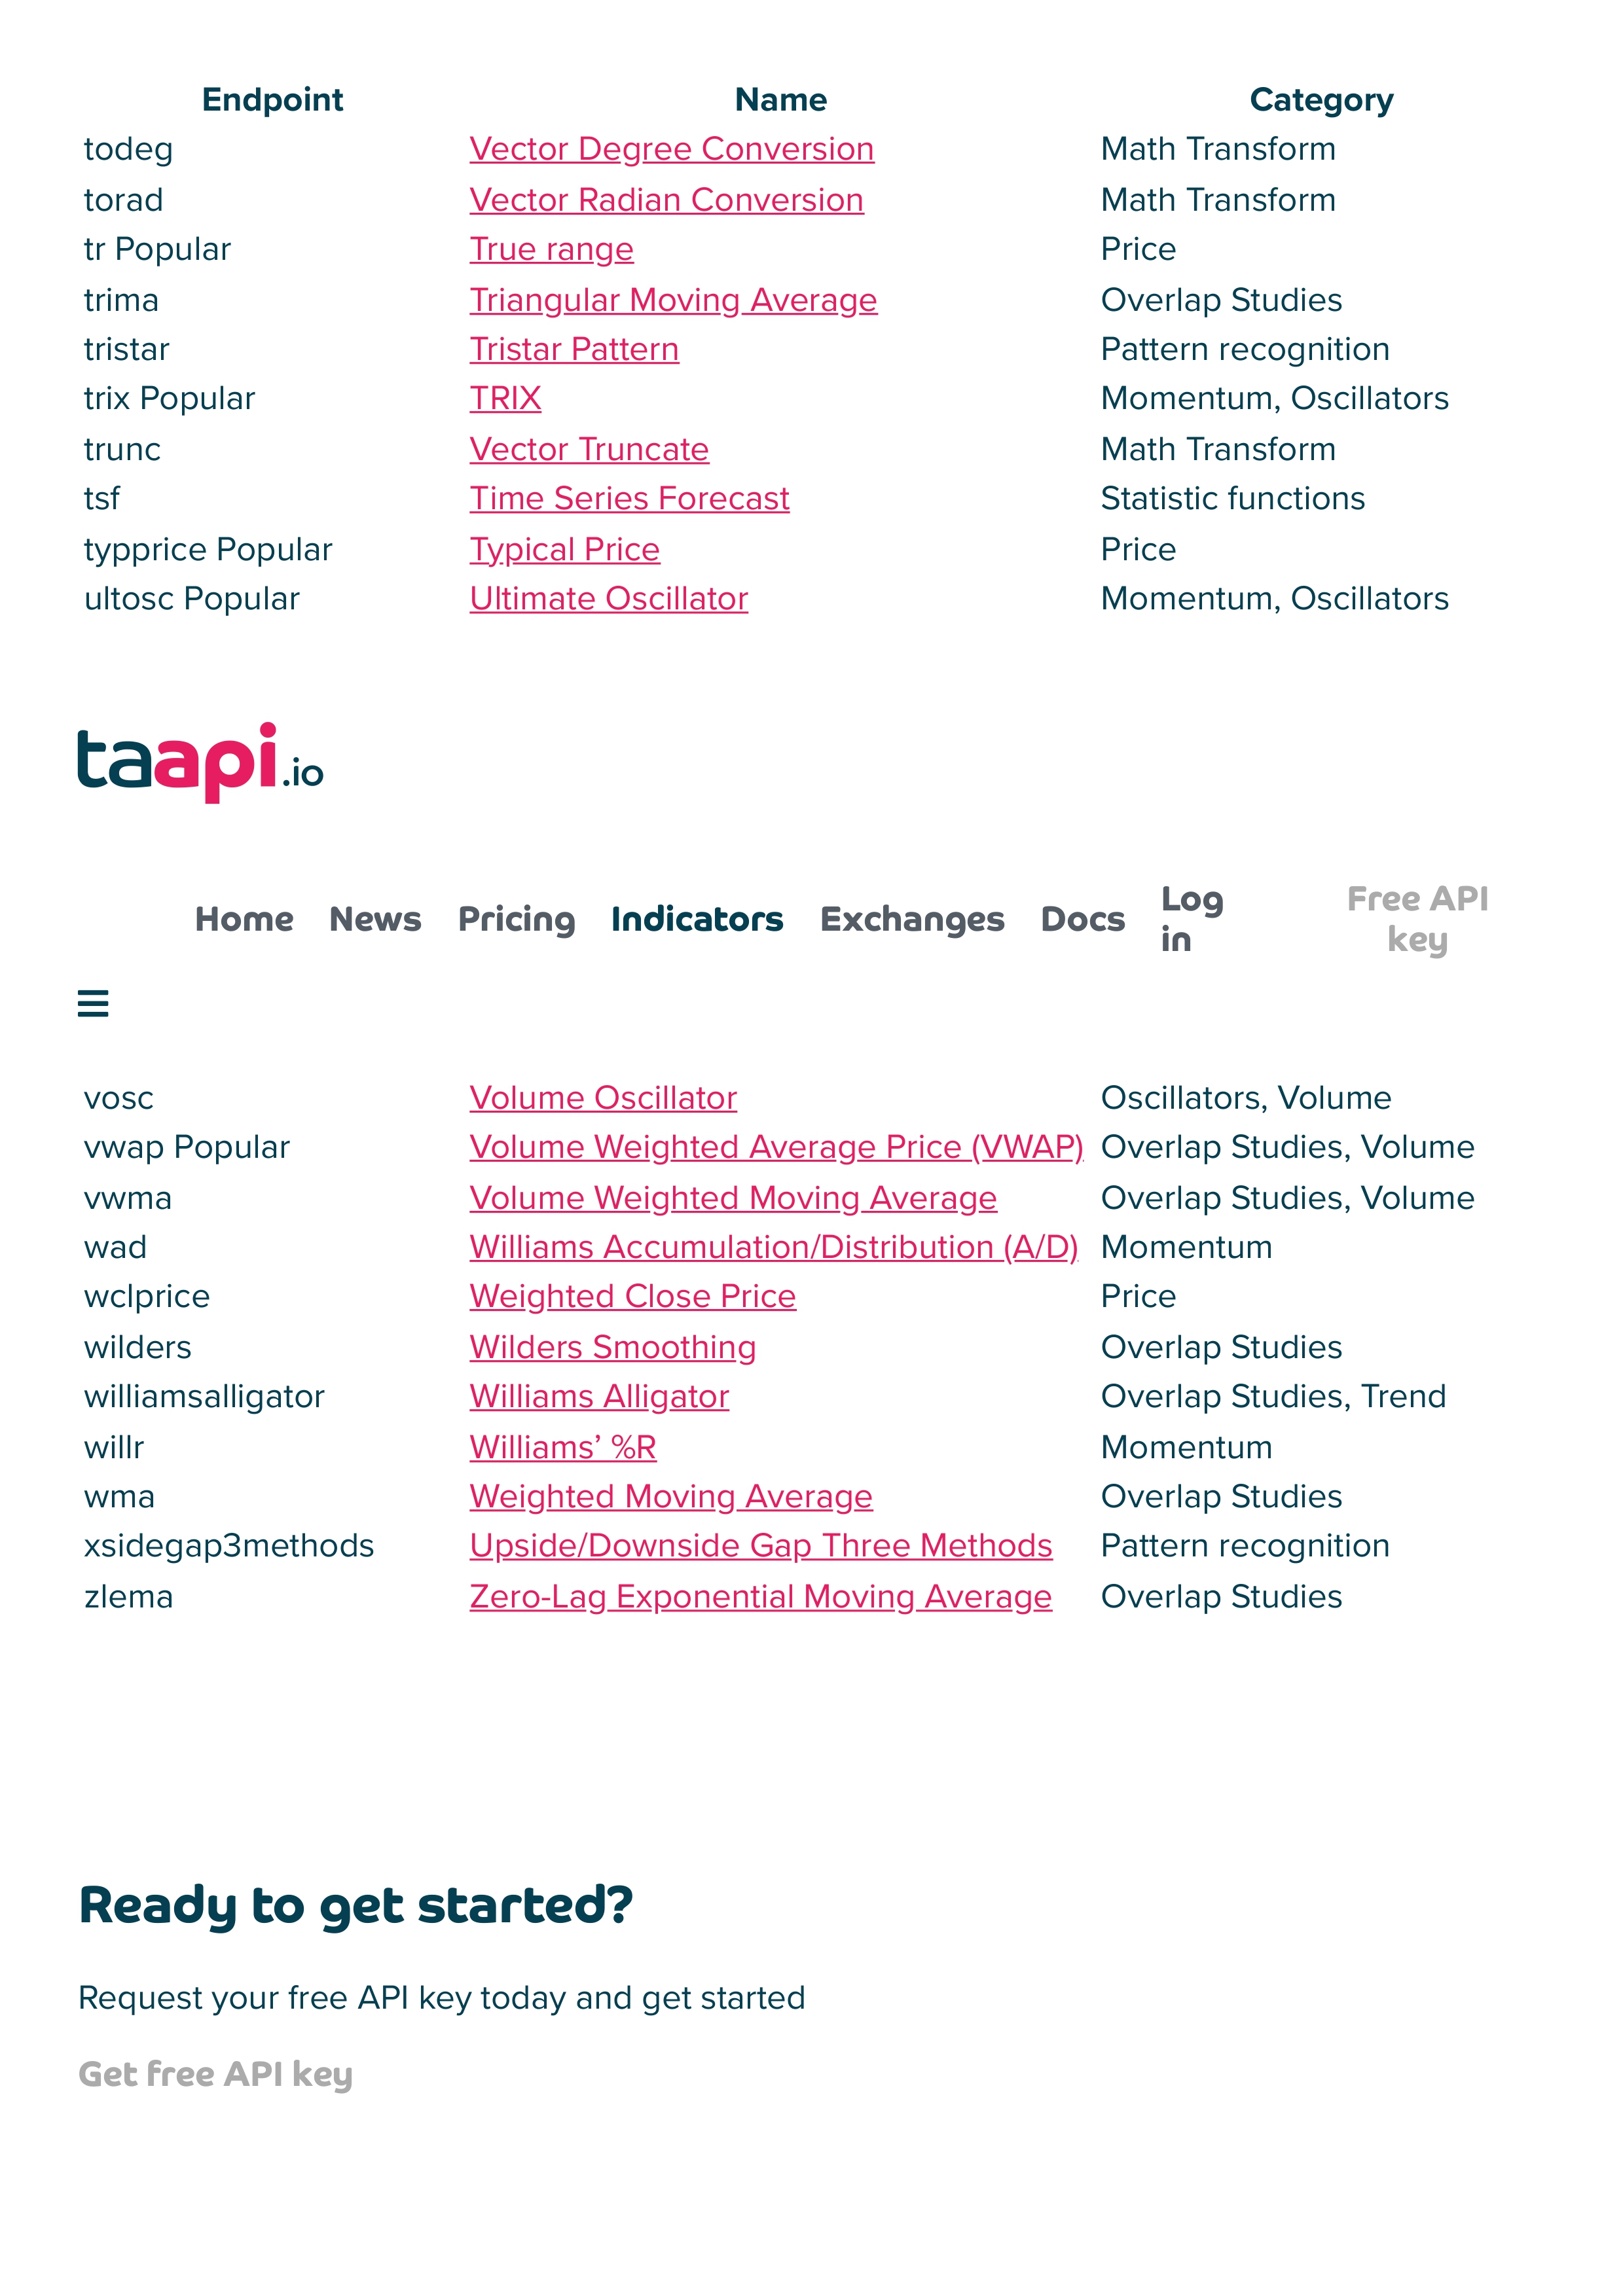 Endpoint Name Category
todeg Vector Degree Conversion Math Transform
torad Vector Radian Conversion Math Transform
tr Popular True range Price
trima Triangular Moving Average Overlap Studies
tristar Tristar Pattern Pattern recognition
trix Popular TRIX Momentum, Oscillators
trunc Vector Truncate Math Transform
tsf Time Series Forecast Statistic functions
typprice Popular Typical Price Price
ultosc Popular Ultimate Oscillator Momentum, Oscillators
taapi.io
Home News Pricing Indicators Exchanges Docs Log in Free API key
vosc Volume Oscillator Oscillators, Volume
vwap Popular Volume Weighted Average Price (VWAP) Overlap Studies, Volume
vwma Volume Weighted Moving Average Overlap Studies, Volume
wad Williams Accumulation/Distribution (A/D) Momentum
wclprice Weighted Close Price Price
wilders Wilders Smoothing Overlap Studies
williamsalligator Williams Alligator Overlap Studies, Trend
willr Williams’ %R Momentum
wma Weighted Moving Average Overlap Studies
xsidegap3methods Upside/Downside Gap Three Methods Pattern recognition
zlema Zero-Lag Exponential Moving Average Overlap Studies
Ready to get started?
Request your free API key today and get started
Get free API key